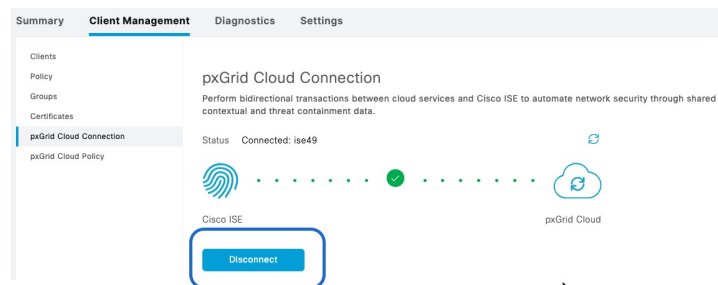 Summary Client Management Diagnostics Settings
Clients
Policy
Groups
Certificates
pxGrid Cloud Connection
pxGrid Cloud Policy
pxGrid Cloud Connection
Perform bidirectional transactions between cloud services and Cisco ISE to automate network security through shared
contextual and threat containment data.
Status Connected: ise49
Cisco ISE pxGrid Cloud
Disconnect